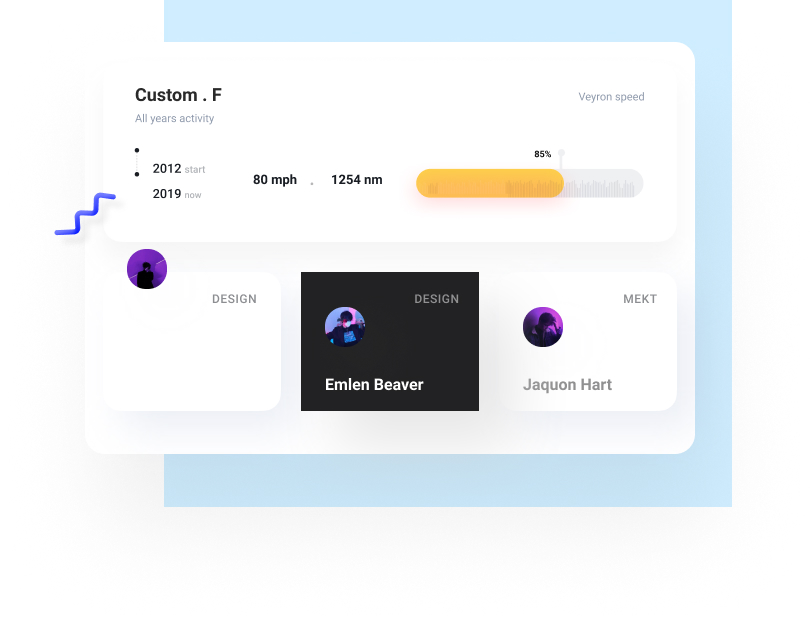 Custom . F
Veyron speed
All years activity
85%
2012 start
80 mph . 1254 nm
2019 now
DESIGN
DESIGN
MEKT
Emlen Beaver
Jaquon Hart